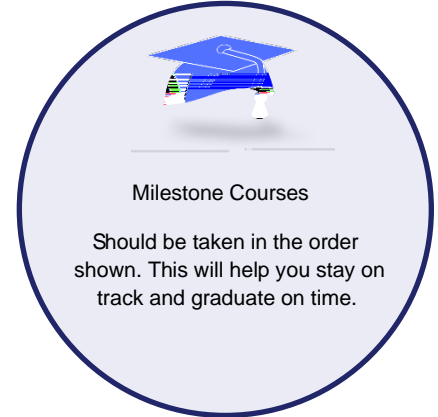 Milestone Courses
Should be taken in the order
shown. This will help you stay on
track and graduate on time.